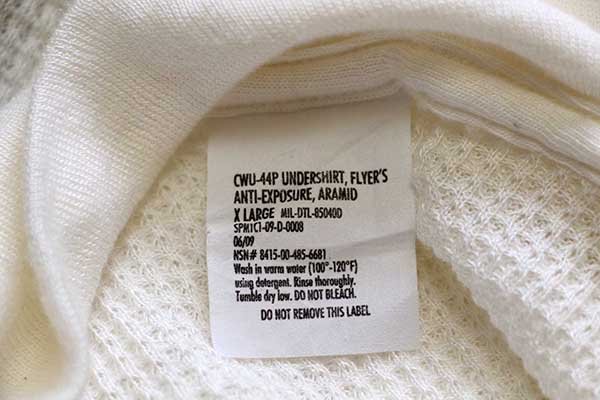 CWU-44P UNDERSHIRT, FLYER'S
ANTI-EXPOSURE, ARAMID
X LARGE MIL-DTL-85040D
SPM1C1-09-D-0008
06/09
NSN# 8415-00-485-6681
Wash in warm water (100°-120°F)
using detergent. Rinse thoroughly.
Tumble dry low. DO NOT BLEACH.
DO NOT REMOVE THIS LABEL